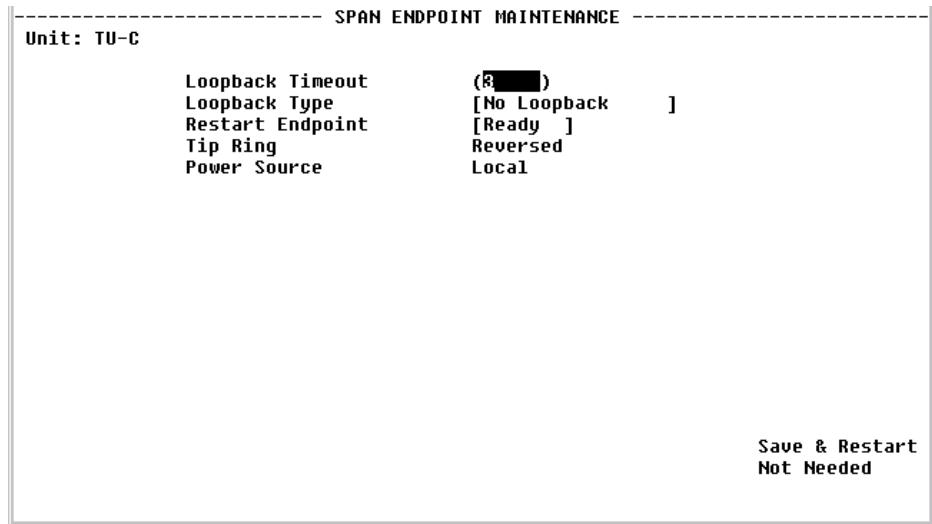 ---------------------------- SPAN ENDPOINT MAINTENANCE ---------------------------
Unit: TU-C
Loopback Timeout (3 )
Loopback Type [No Loopback ]
Restart Endpoint [Ready ]
Tip Ring Reversed
Power Source Local
Save & Restart
Not Needed